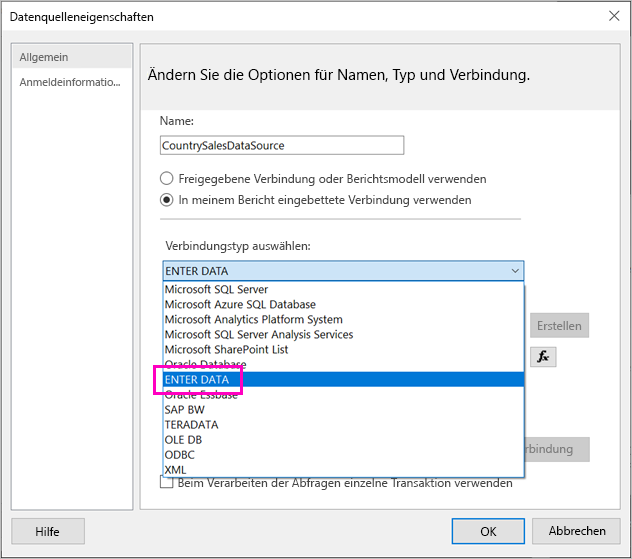 Datenquelleneigenschaften
Allgemein
Anmeldeinformatio...
Ändern Sie die Optionen für Namen, Typ und Verbindung.
Name:
CountrySalesDataSource
Freigegebene Verbindung oder Berichtsmodell verwenden
In meinem Bericht eingebettete Verbindung verwenden
Verbindungstyp auswählen:
ENTER DATA
Microsoft SQL Server
Microsoft Azure SQL Database
Microsoft Analytics Platform System
Microsoft SQL Server Analysis Services
Microsoft SharePoint List
Oracle Database
ENTER DATA
Oracle Essbase
SAP BW
TERADATA
OLE DB
ODBC
XML
Erstellen
fx
rbindung
Beim Verarbeiten der Abfragen einzelne Transaktion verwenden
Hilfe
OK
Abbrechen